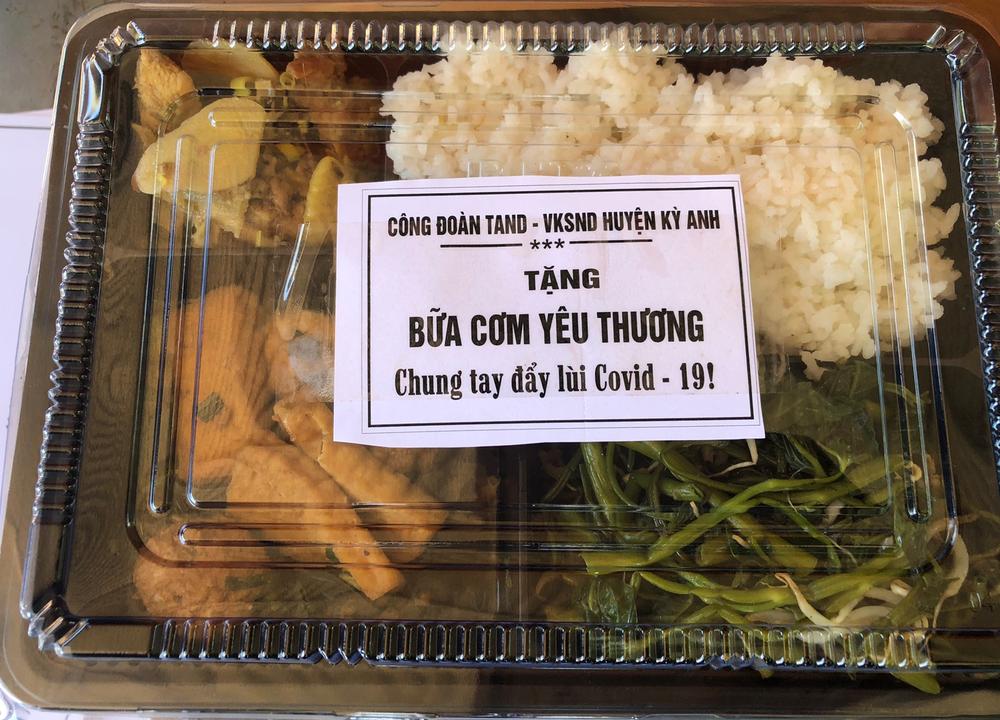 CÔNG ĐOÀN TAND - VKSND HUYỆN KỲ ANH
***
TẶNG
BỮA CƠM YÊU THƯƠNG
Chung tay đẩy lùi Covid - 19!